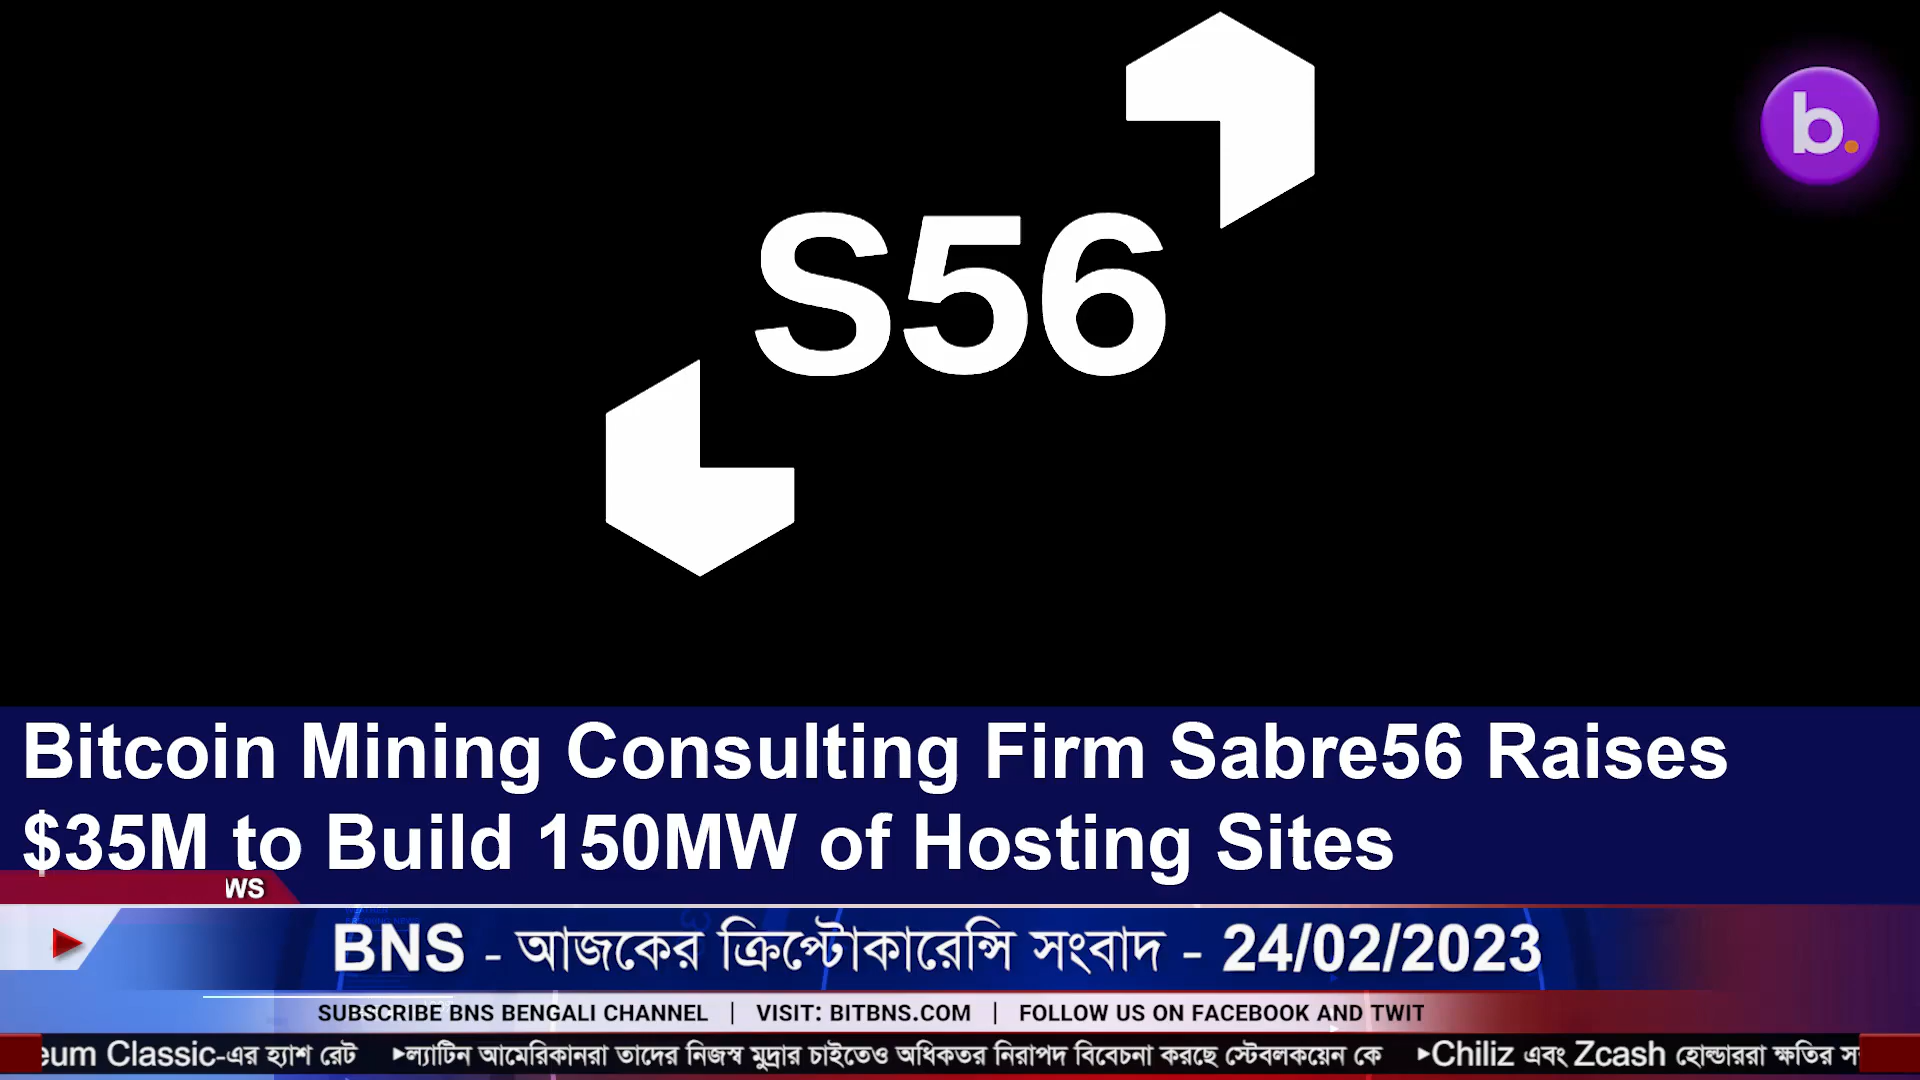 b.
S56
Bitcoin Mining Consulting Firm Sabre56 Raises
$35M to Build 150MW of Hosting Sites
BNS - আজকের ক্রিপ্টোকারেন্সি সংবাদ - 24/02/2023
SUBSCRIBE BNS BENGALI CHANNEL | VISIT: BITBNS.COM | FOLLOW US ON FACEBOOK AND TWIT
eum Classic-এর হ্যাশ রেট ▸ল্যাটিন আমেরিকানরা তাদের নিজস্ব মুদ্রার চাইতেও অধিকতর নিরাপদ বিবেচনা করছে স্টেবলকয়েন কে ▸Chiliz এবং Zcash হোল্ডাররা ক্ষতির